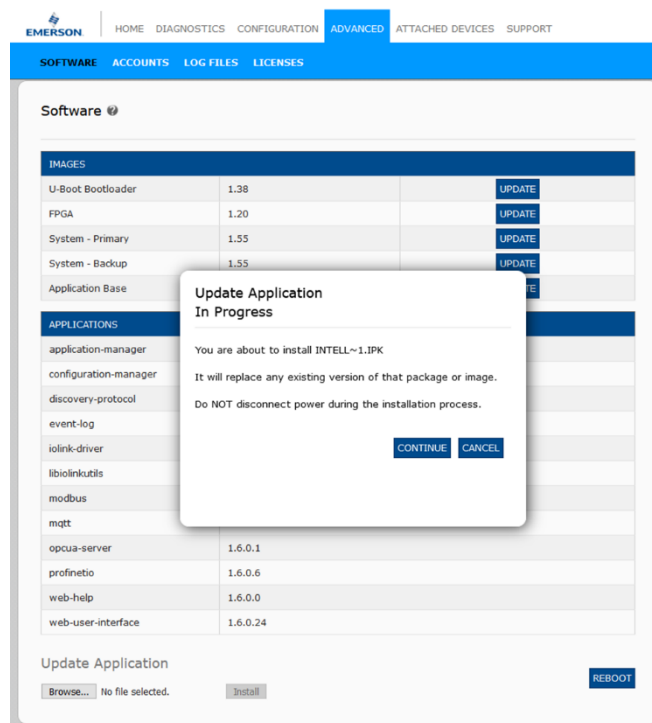 EMERSON
HOME DIAGNOSTICS CONFIGURATION ADVANCED ATTACHED DEVICES SUPPORT
SOFTWARE ACCOUNTS LOG FILES LICENSES
Software
IMAGES
U-Boot Bootloader 1.38 UPDATE
FPGA 1.20 UPDATE
System - Primary 1.55 UPDATE
System - Backup 1.55 UPDATE
Application Base TE
Update Application
In Progress
You are about to install INTELL~1.IPK
It will replace any existing version of that package or image.
Do NOT disconnect power during the installation process.
CONTINUE CANCEL
APPLICATIONS
application-manager
configuration-manager
discovery-protocol
event-log
iolink-driver
libiolinkutils
modbus
mqtt
opcua-server 1.6.0.1
profinetio 1.6.0.6
web-help 1.6.0.0
web-user-interface 1.6.0.24
Update Application
REBOOT
Browse... No file selected. Install